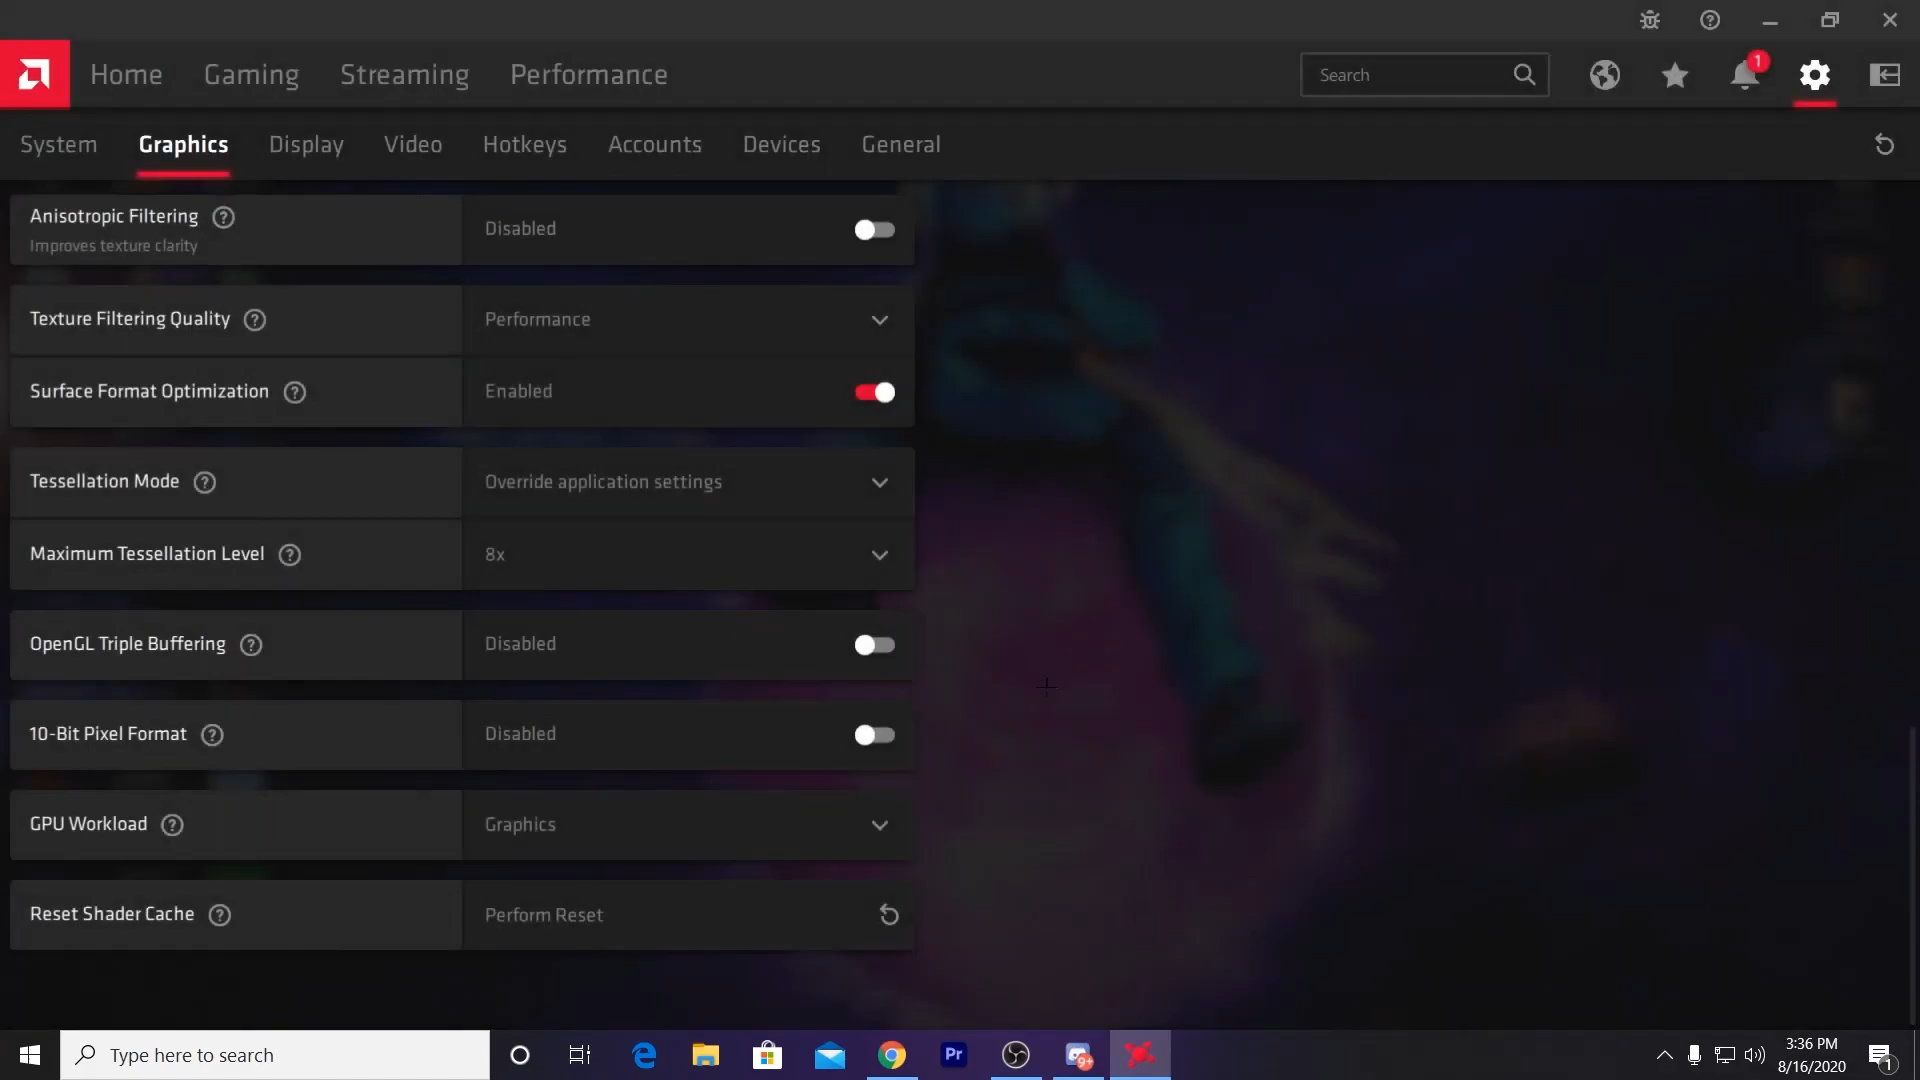 Home Gaming Streaming Performance Search 1
System Graphics Display Video Hotkeys Accounts Devices General
Anisotropic Filtering ? Disabled
Improves texture clarity
Texture Filtering Quality ? Performance
Surface Format Optimization ? Enabled
Tessellation Mode ? Override application settings
Maximum Tessellation Level ? 8x
OpenGL Triple Buffering ? Disabled
10-Bit Pixel Format ? Disabled
GPU Workload ? Graphics
Reset Shader Cache ? Perform Reset
Type here to search Pr 9+ 3:36 PM 1
8/16/2020